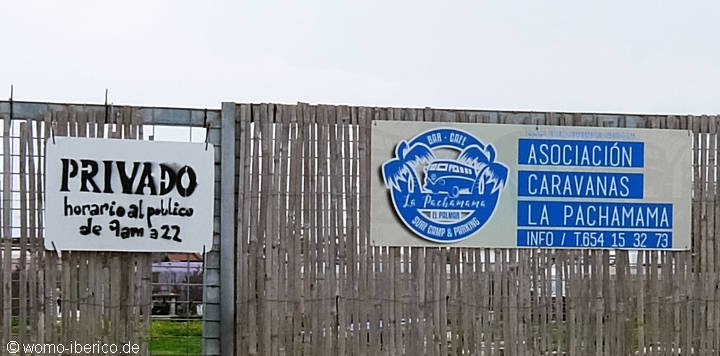 PRIVADO
horario al publico
de 9am a 22
BAR - CAFE
La Pachamama
EL PALMAR
SURF CAMP & PARKING
ASOCIACIÓN
CARAVANAS
LA PACHAMAMA
INFO / T.654 15 32 73
© womo-iberico.de